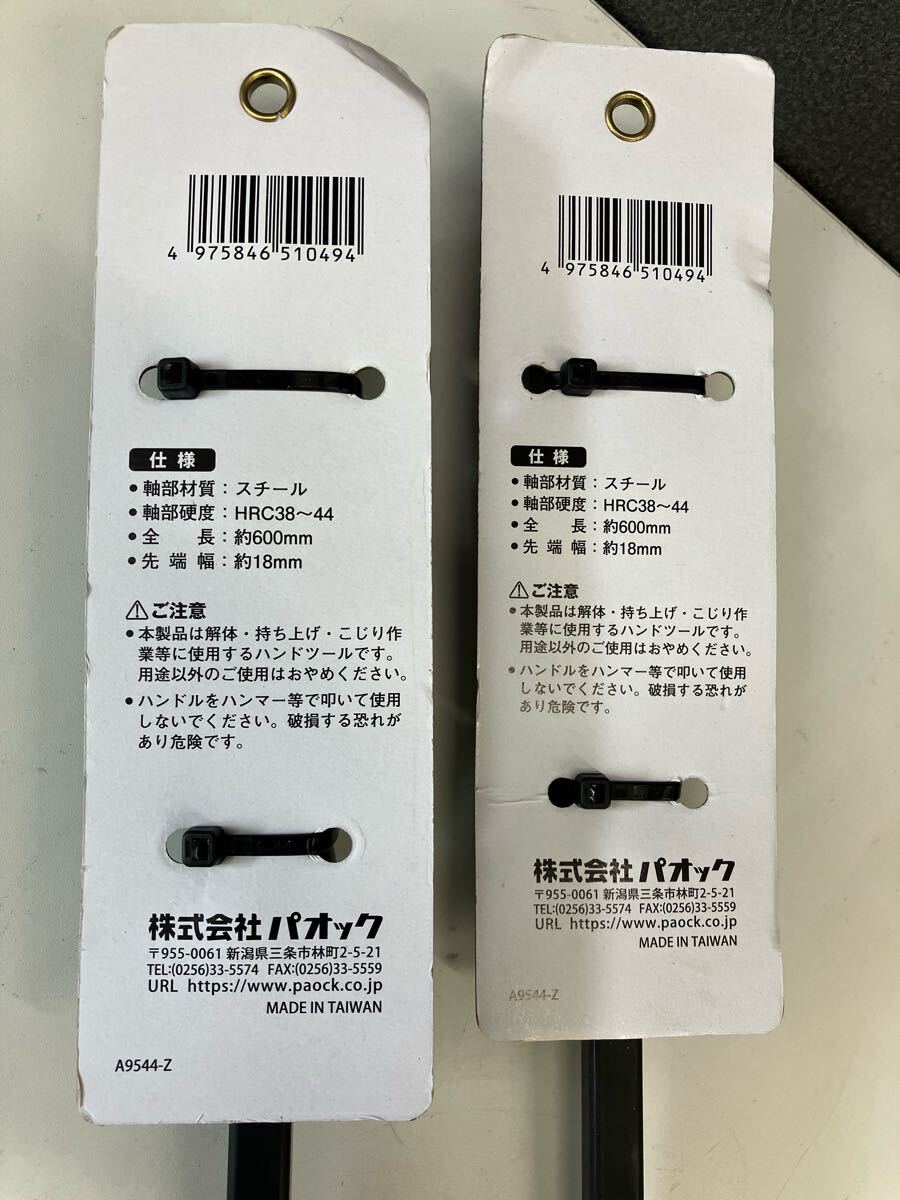 4 975846 510494
仕様
• 軸部材質：スチール
• 軸部硬度：HRC38〜44
• 全長：約600mm
• 先端幅：約18mm
⚠ご注意
• 本製品は解体・持ち上げ・こじり作
業等に使用するハンドツールです。
用途以外のご使用はおやめください。
• ハンドルをハンマー等で叩いて使用
しないでください。破損する恐れが
あり危険です。
株式会社パオック
〒955-0061 新潟県三条市林町2-5-21
TEL:(0256)33-5574 FAX:(0256)33-5559
URL https://www.paock.co.jp
MADE IN TAIWAN
A9544-Z
4 975846 510494
仕様
• 軸部材質：スチール
• 軸部硬度：HRC38〜44
• 全長：約600mm
• 先端幅：約18mm
⚠ご注意
• 本製品は解体・持ち上げ・こじり作
業等に使用するハンドツールです。
用途以外のご使用はおやめください。
• ハンドルをハンマー等で叩いて使用
しないでください。破損する恐れが
あり危険です。
株式会社パオック
〒955-0061 新潟県三条市林町2-5-21
TEL:(0256)33-5574 FAX:(0256)33-5559
URL https://www.paock.co.jp
MADE IN TAIWAN
A9544-Z